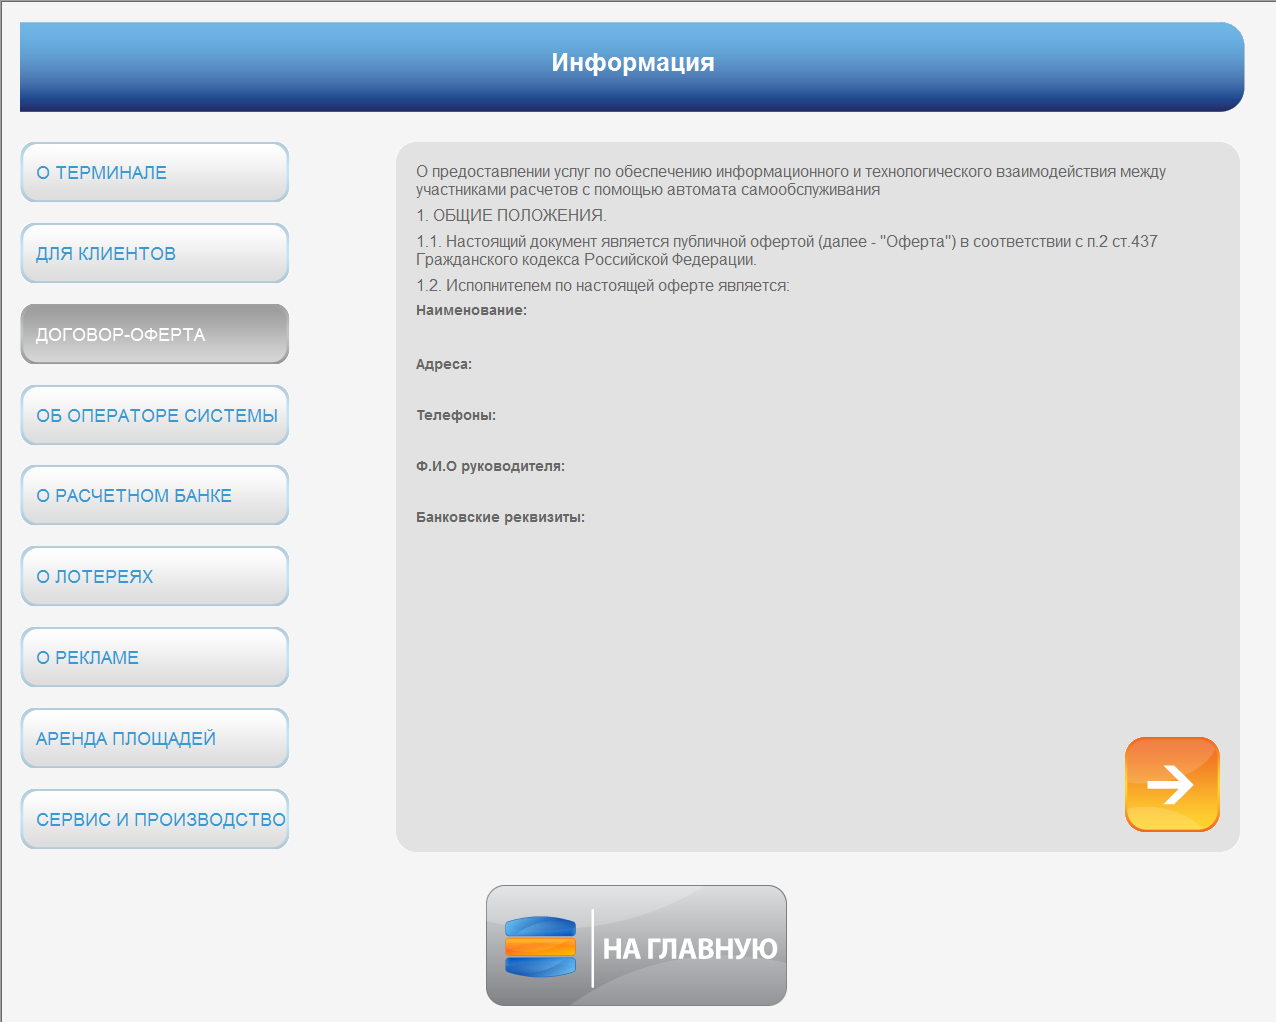 Информация
О ТЕРМИНАЛЕ
ДЛЯ КЛИЕНТОВ
ДОГОВОР-ОФЕРТА
ОБ ОПЕРАТОРЕ СИСТЕМЫ
О РАСЧЕТНОМ БАНКЕ
О ЛОТЕРЕЯХ
О РЕКЛАМЕ
АРЕНДА ПЛОЩАДЕЙ
СЕРВИС И ПРОИЗВОДСТВО
О предоставлении услуг по обеспечению информационного и технологического взаимодействия между
участниками расчетов с помощью автомата самообслуживания
1. ОБЩИЕ ПОЛОЖЕНИЯ.
1.1. Настоящий документ является публичной офертой (далее - "Оферта") в соответствии с п.2 ст.437
Гражданского кодекса Российской Федерации.
1.2. Исполнителем по настоящей оферте является:
Наименование:
Адреса:
Телефоны:
Ф.И.О руководителя:
Банковские реквизиты:
НА ГЛАВНУЮ